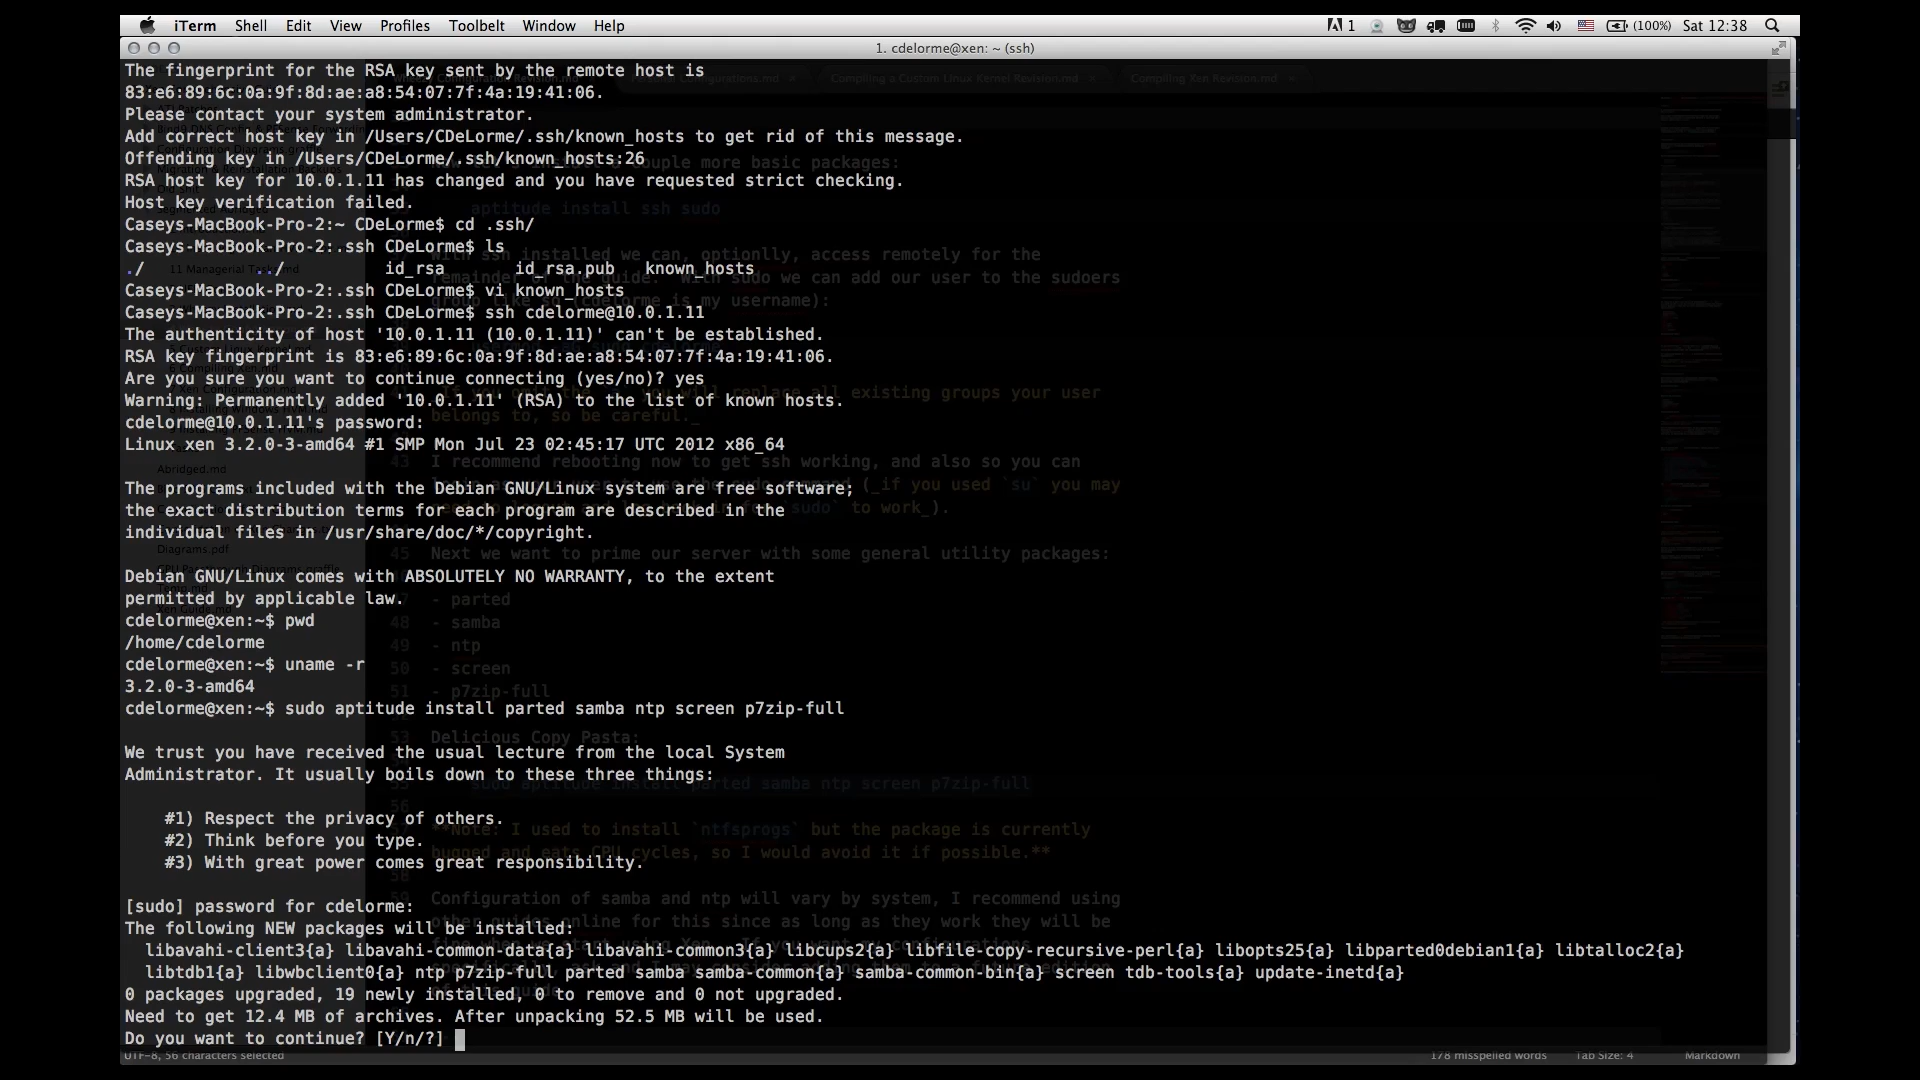 iTerm Shell Edit View Profiles Toolbelt Window Help 1 (100%) Sat 12:38
1. cdelorme@xen: ~ (ssh)
The fingerprint for the RSA key sent by the remote host is
83:e6:89:6c:0a:9f:8d:ae:a8:54:07:7f:4a:19:41:06.
Please contact your system administrator.
Add correct host key in /Users/CDeLorme/.ssh/known_hosts to get rid of this message.
Offending key in /Users/CDeLorme/.ssh/known_hosts:26
RSA host key for 10.0.1.11 has changed and you have requested strict checking.
Host key verification failed.
Caseys-MacBook-Pro-2:~ CDeLorme$ cd .ssh/
Caseys-MacBook-Pro-2:.ssh CDeLorme$ ls
./ ../ id_rsa id_rsa.pub known_hosts
Caseys-MacBook-Pro-2:.ssh CDeLorme$ vi known_hosts
Caseys-MacBook-Pro-2:.ssh CDeLorme$ ssh cdelorme@10.0.1.11
The authenticity of host '10.0.1.11 (10.0.1.11)' can't be established.
RSA key fingerprint is 83:e6:89:6c:0a:9f:8d:ae:a8:54:07:7f:4a:19:41:06.
Are you sure you want to continue connecting (yes/no)? yes
Warning: Permanently added '10.0.1.11' (RSA) to the list of known hosts.
cdelorme@10.0.1.11's password:
Linux xen 3.2.0-3-amd64 #1 SMP Mon Jul 23 02:45:17 UTC 2012 x86_64
The programs included with the Debian GNU/Linux system are free software;
the exact distribution terms for each program are described in the
individual files in /usr/share/doc/*/copyright.
Debian GNU/Linux comes with ABSOLUTELY NO WARRANTY, to the extent
permitted by applicable law.
cdelorme@xen:~$ pwd
/home/cdelorme
cdelorme@xen:~$ uname -r
3.2.0-3-amd64
cdelorme@xen:~$ sudo aptitude install parted samba ntp screen p7zip-full
We trust you have received the usual lecture from the local System
Administrator. It usually boils down to these three things:
#1) Respect the privacy of others.
#2) Think before you type.
#3) With great power comes great responsibility.
[sudo] password for cdelorme:
The following NEW packages will be installed:
libavahi-client3{a} libavahi-common-data{a} libavahi-common3{a} libcups2{a} libfile-copy-recursive-perl{a} libopts25{a} libparted0debian1{a} libtalloc2{a}
libtdb1{a} libwbclient0{a} ntp p7zip-full parted samba samba-common{a} samba-common-bin{a} screen tdb-tools{a} update-inetd{a}
0 packages upgraded, 19 newly installed, 0 to remove and 0 not upgraded.
Need to get 12.4 MB of archives. After unpacking 52.5 MB will be used.
Do you want to continue? [Y/n/?]
UTF-8, 56 characters selected 178 misspelled words Tab Size: 4 Markdown